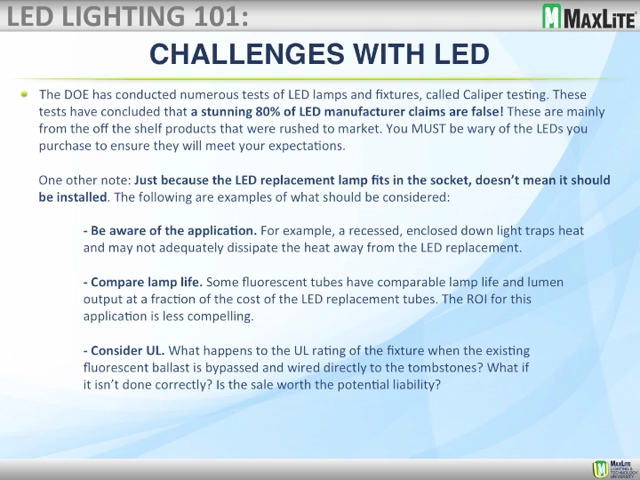 LED LIGHTING 101:
MAXLITE®
CHALLENGES WITH LED
The DOE has conducted numerous tests of LED lamps and fixtures, called Caliper testing. These
tests have concluded that a stunning 80% of LED manufacturer claims are false! These are mainly
from the off the shelf products that were rushed to market. You MUST be wary of the LEDs you
purchase to ensure they will meet your expectations.
One other note: Just because the LED replacement lamp fits in the socket, doesn't mean it should
be installed. The following are examples of what should be considered:
- Be aware of the application. For example, a recessed, enclosed down light traps heat
and may not adequately dissipate the heat away from the LED replacement.
- Compare lamp life. Some fluorescent tubes have comparable lamp life and lumen
output at a fraction of the cost of the LED replacement tubes. The ROI for this
application is less compelling.
- Consider UL. What happens to the UL rating of the fixture when the existing
fluorescent ballast is bypassed and wired directly to the tombstones? What if
it isn't done correctly? Is the sale worth the potential liability?
MAXLITE
LIGHTING &
TECHNOLOGY
UNIVERSITY